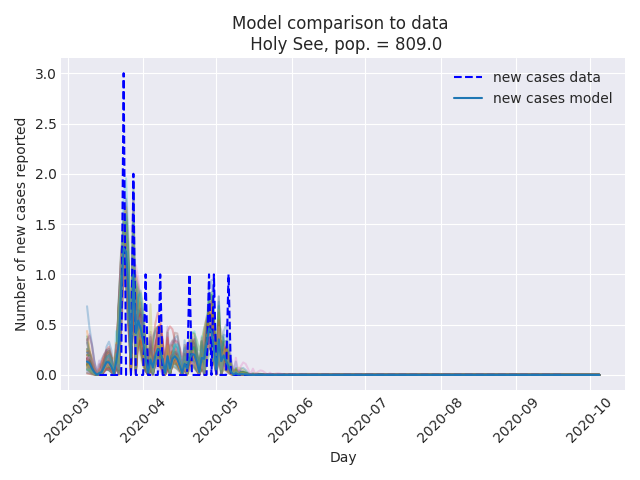 Model comparison to data
Holy See, pop. = 809.0
new cases data
new cases model
Number of new cases reported
3.0
2.5
2.0
1.5
1.0
0.5
0.0
2020-03
2020-04
2020-05
2020-06
2020-07
2020-08
2020-09
2020-10
Day